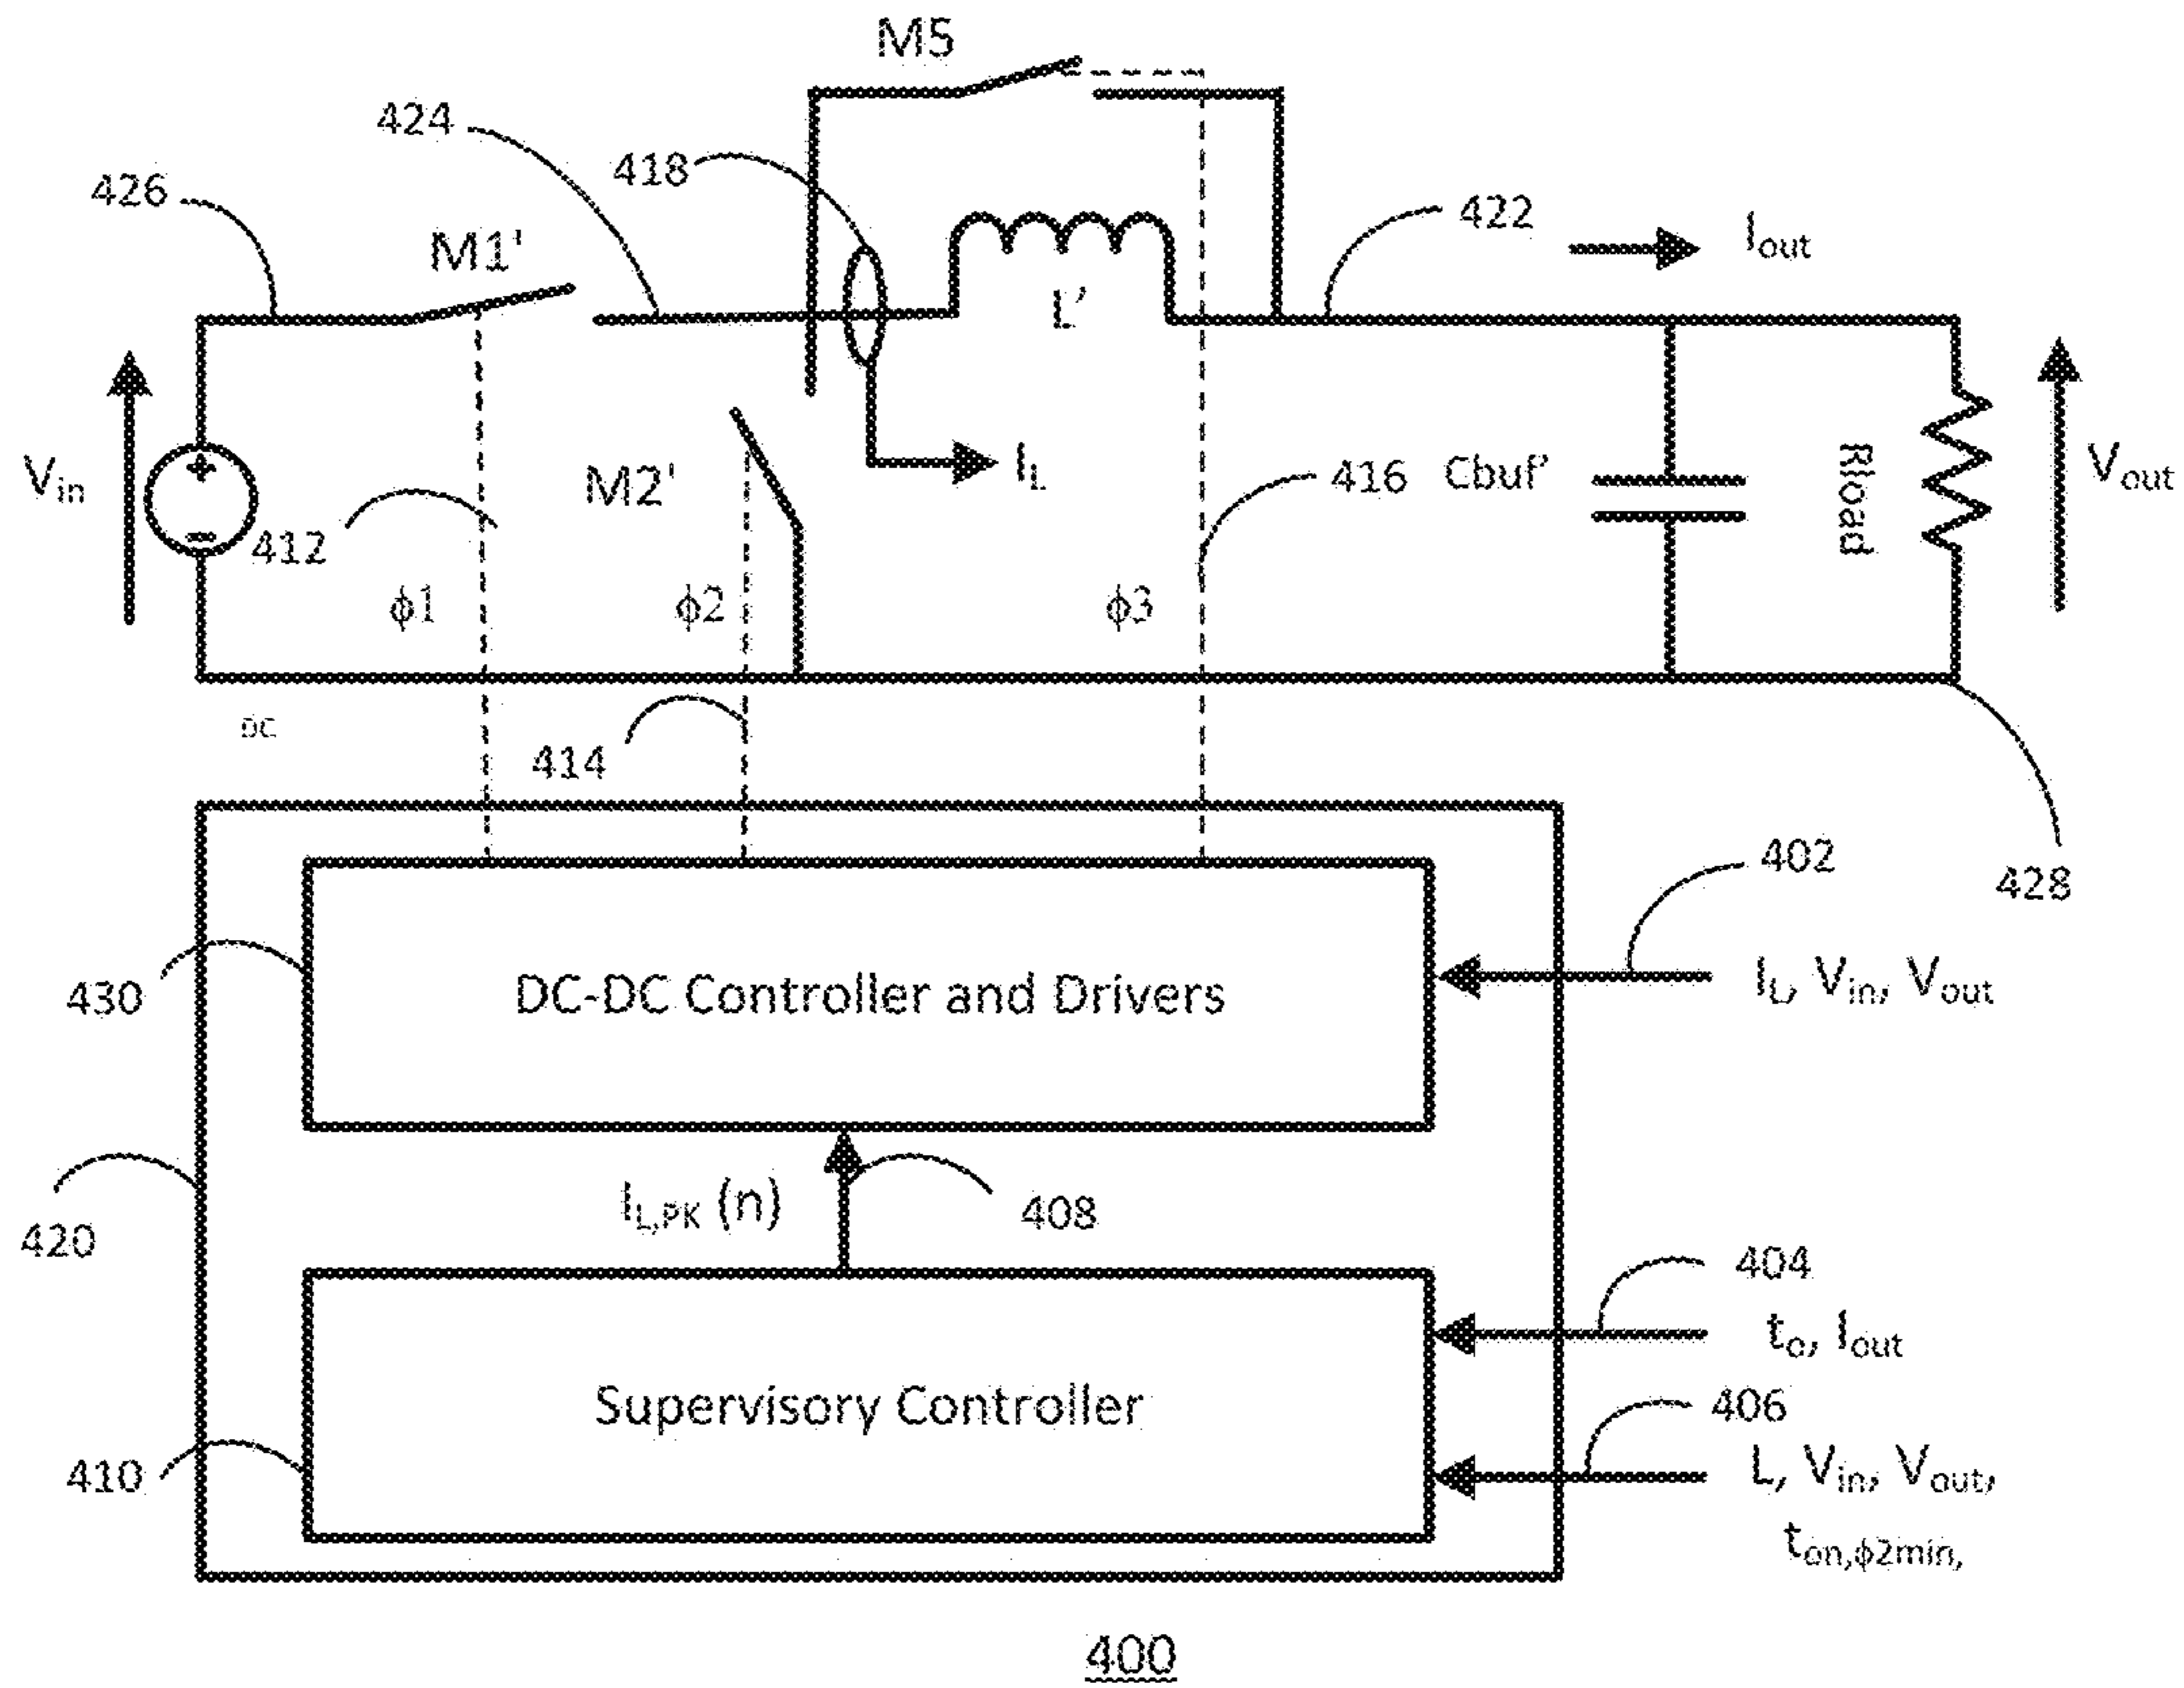 M5
424
418
426
422
Iout
M1'
L'
Vin
M2'
IL
416
Cbuf'
Rload
Vout
412
ϕ1
ϕ2
ϕ3
DC
414
402
428
430
DC-DC Controller and Drivers
IL, Vin, Vout
IL,PK (n)
408
420
404
to, Iout
Supervisory Controller
406
410
L, Vin, Vout,
ton,ϕ2min,
400